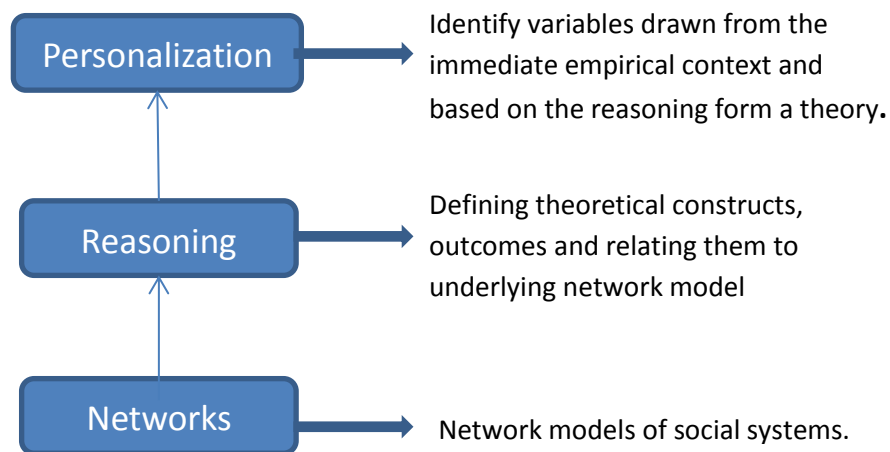 Personalization
Identify variables drawn from the
immediate empirical context and
based on the reasoning form a theory.
Reasoning
Defining theoretical constructs,
outcomes and relating them to
underlying network model
Networks
Network models of social systems.